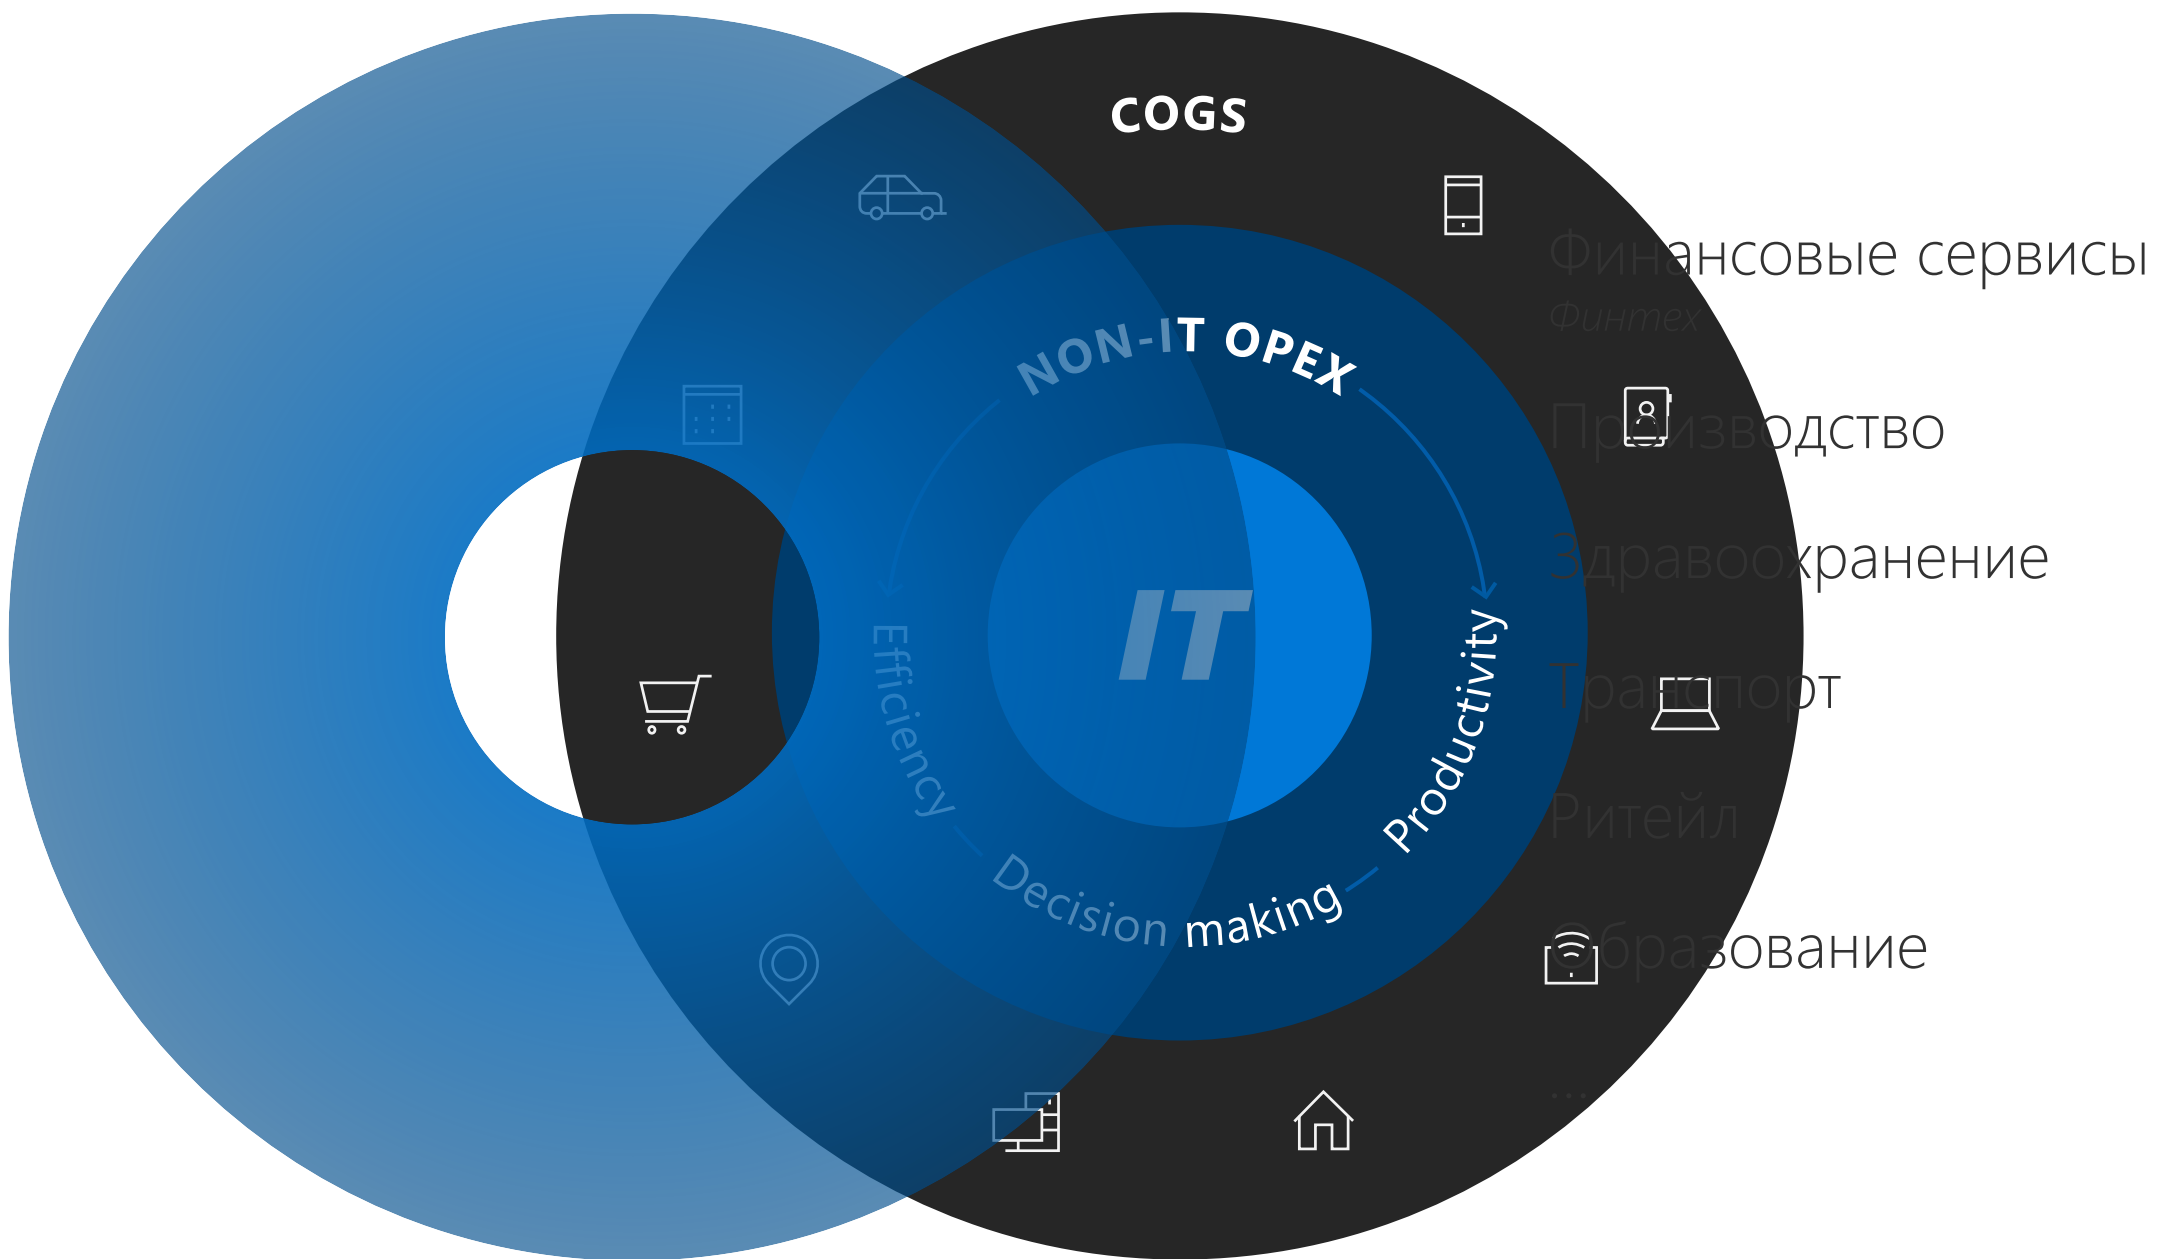 COGS
NON-IT OPEX
IT
Efficiency
Decision making
Productivity
Финансовые сервисы
Финтех
Производство
Здравоохранение
Транспорт
Ритейл
Образование
...